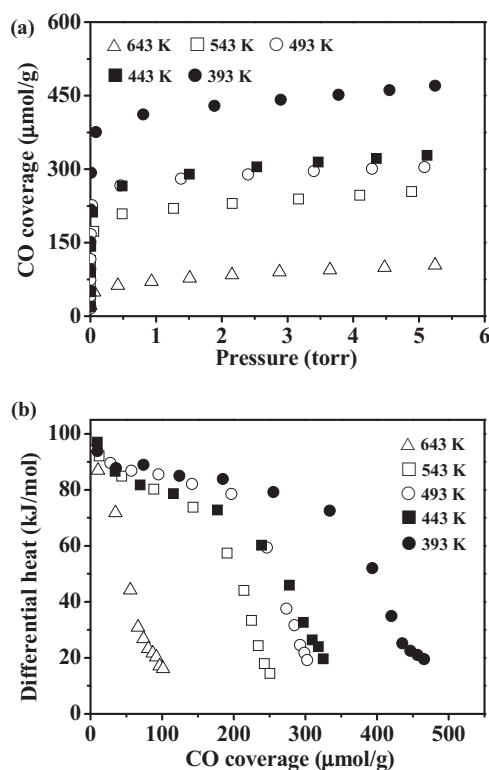 (a)
600
450
300
150
0
CO coverage (μmol/g)
△ 643 K □ 543 K ○ 493 K
■ 443 K ● 393 K
0 1 2 3 4 5 6
Pressure (torr)
(b)
100
80
60
40
20
0
Differential heat (kJ/mol)
△ 643 K
□ 543 K
○ 493 K
■ 443 K
● 393 K
0 100 200 300 400 500
CO coverage (μmol/g)